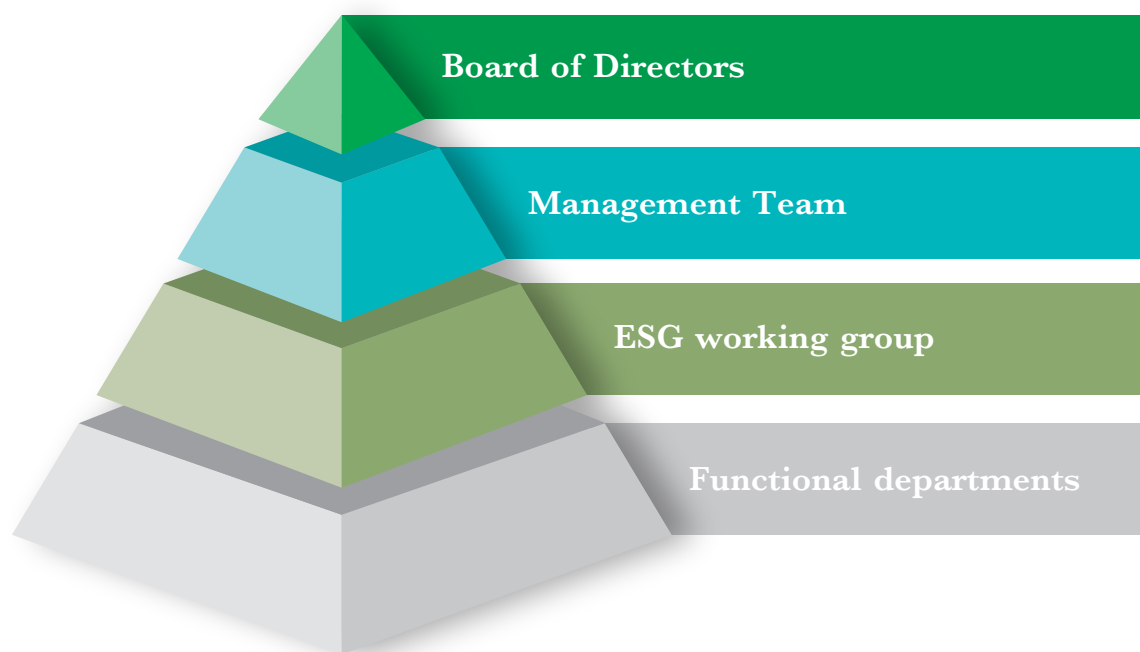 Board of Directors
Management Team
ESG working group
Functional departments